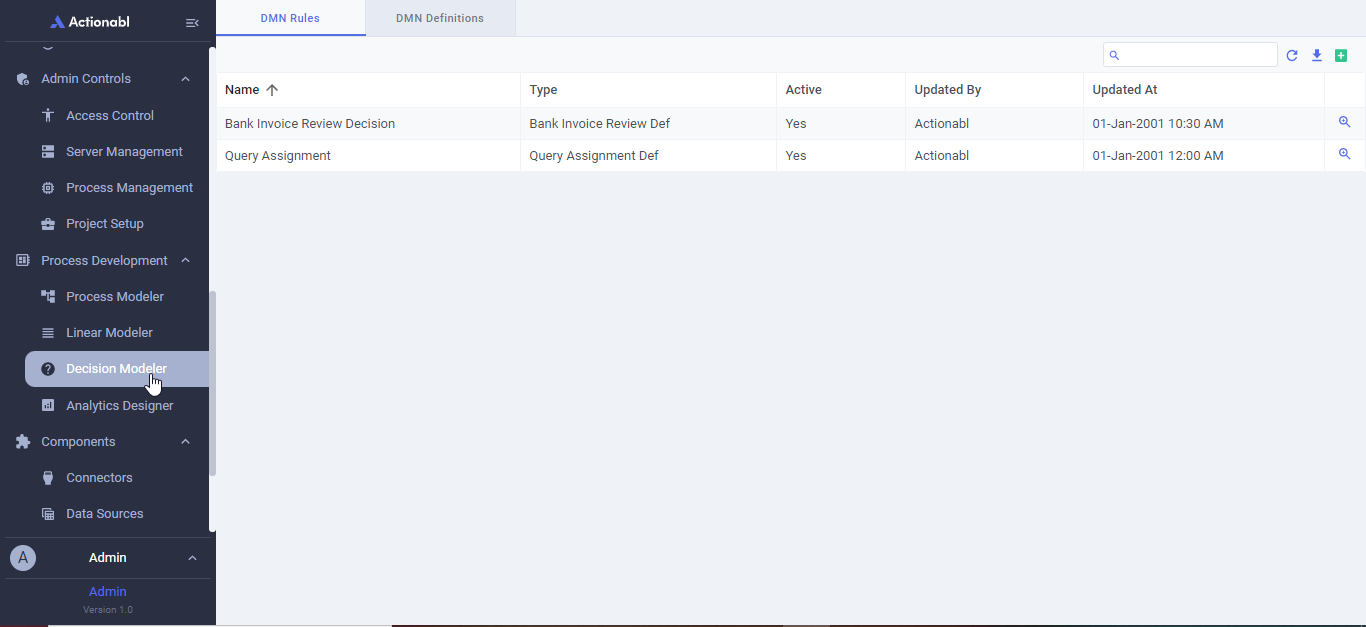 Actionabl
Admin Controls
Access Control
Server Management
Process Management
Project Setup
Process Development
Process Modeler
Linear Modeler
Decision Modeler
Analytics Designer
Components
Connectors
Data Sources
A Admin
Admin
Version 1.0
DMN Rules DMN Definitions
Name Type Active Updated By Updated At
Bank Invoice Review Decision Bank Invoice Review Def Yes Actionabl 01-Jan-2001 10:30 AM
Query Assignment Query Assignment Def Yes Actionabl 01-Jan-2001 12:00 AM